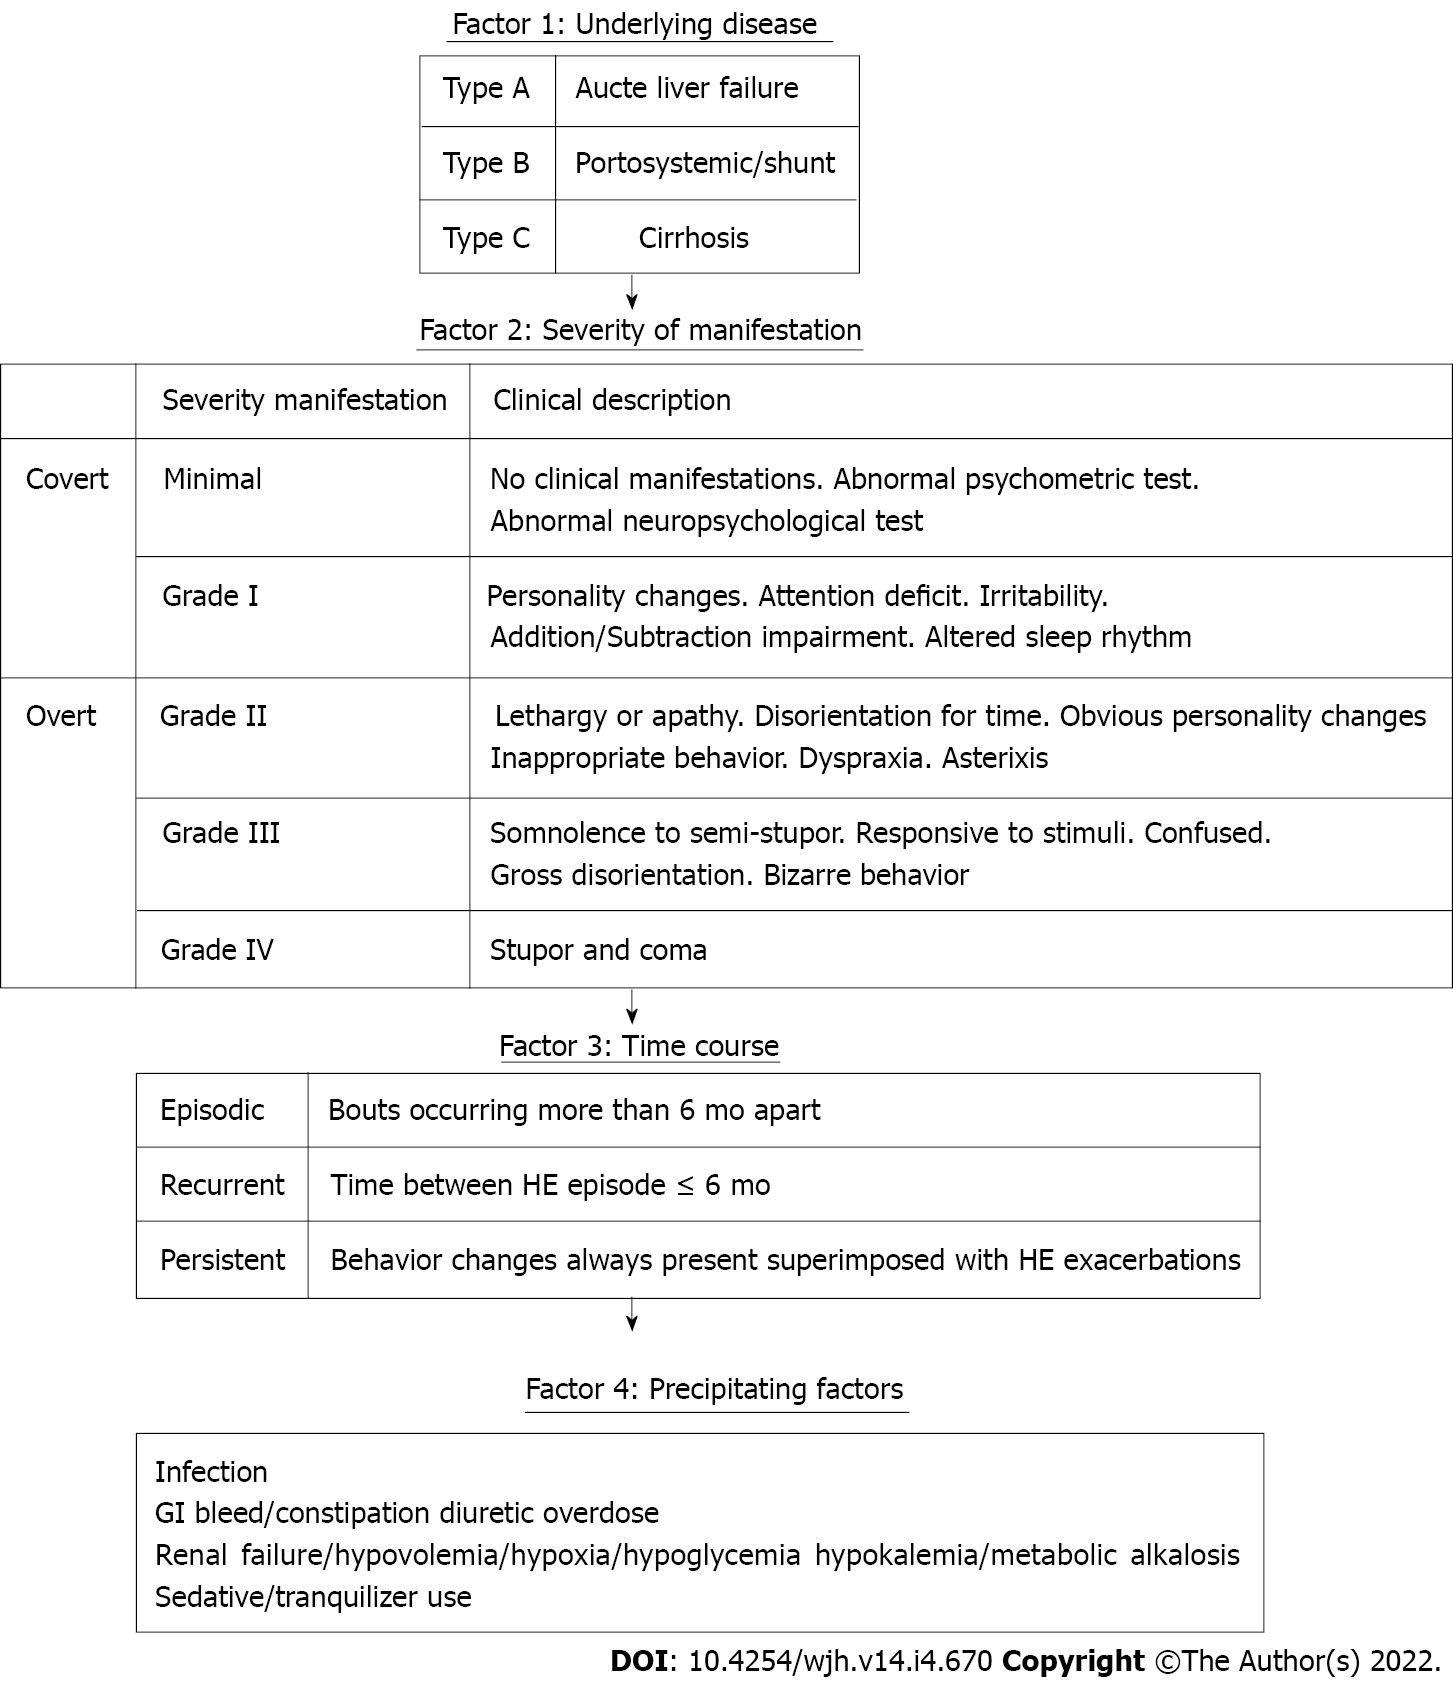 Factor 1: Underlying disease
Type A Aucte liver failure
Type B Portosystemic/shunt
Type C Cirrhosis
Factor 2: Severity of manifestation
Severity manifestation Clinical description
Covert Minimal No clinical manifestations. Abnormal psychometric test.
Abnormal neuropsychological test
Grade I Personality changes. Attention deficit. Irritability.
Addition/Subtraction impairment. Altered sleep rhythm
Overt Grade II Lethargy or apathy. Disorientation for time. Obvious personality changes
Inappropriate behavior. Dyspraxia. Asterixis
Grade III Somnolence to semi-stupor. Responsive to stimuli. Confused.
Gross disorientation. Bizarre behavior
Grade IV Stupor and coma
Factor 3: Time course
Episodic Bouts occurring more than 6 mo apart
Recurrent Time between HE episode ≤ 6 mo
Persistent Behavior changes always present superimposed with HE exacerbations
Factor 4: Precipitating factors
Infection
GI bleed/constipation diuretic overdose
Renal failure/hypovolemia/hypoxia/hypoglycemia hypokalemia/metabolic alkalosis
Sedative/tranquilizer use
DOI: 10.4254/wjh.v14.i4.670 Copyright ©The Author(s) 2022.